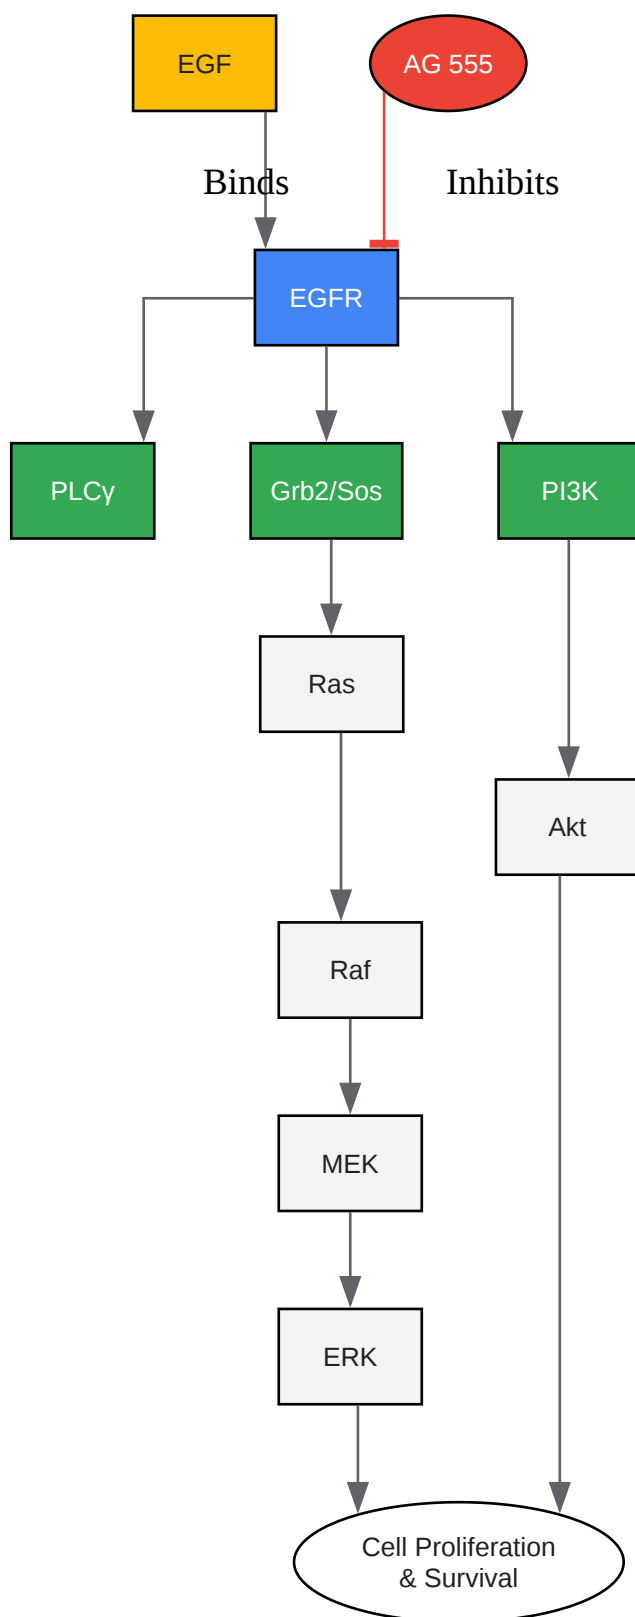 EGF
AG 555
Binds
Inhibits
EGFR
PLCγ
Grb2/Sos
PI3K
Ras
Akt
Raf
MEK
ERK
Cell Proliferation
& Survival